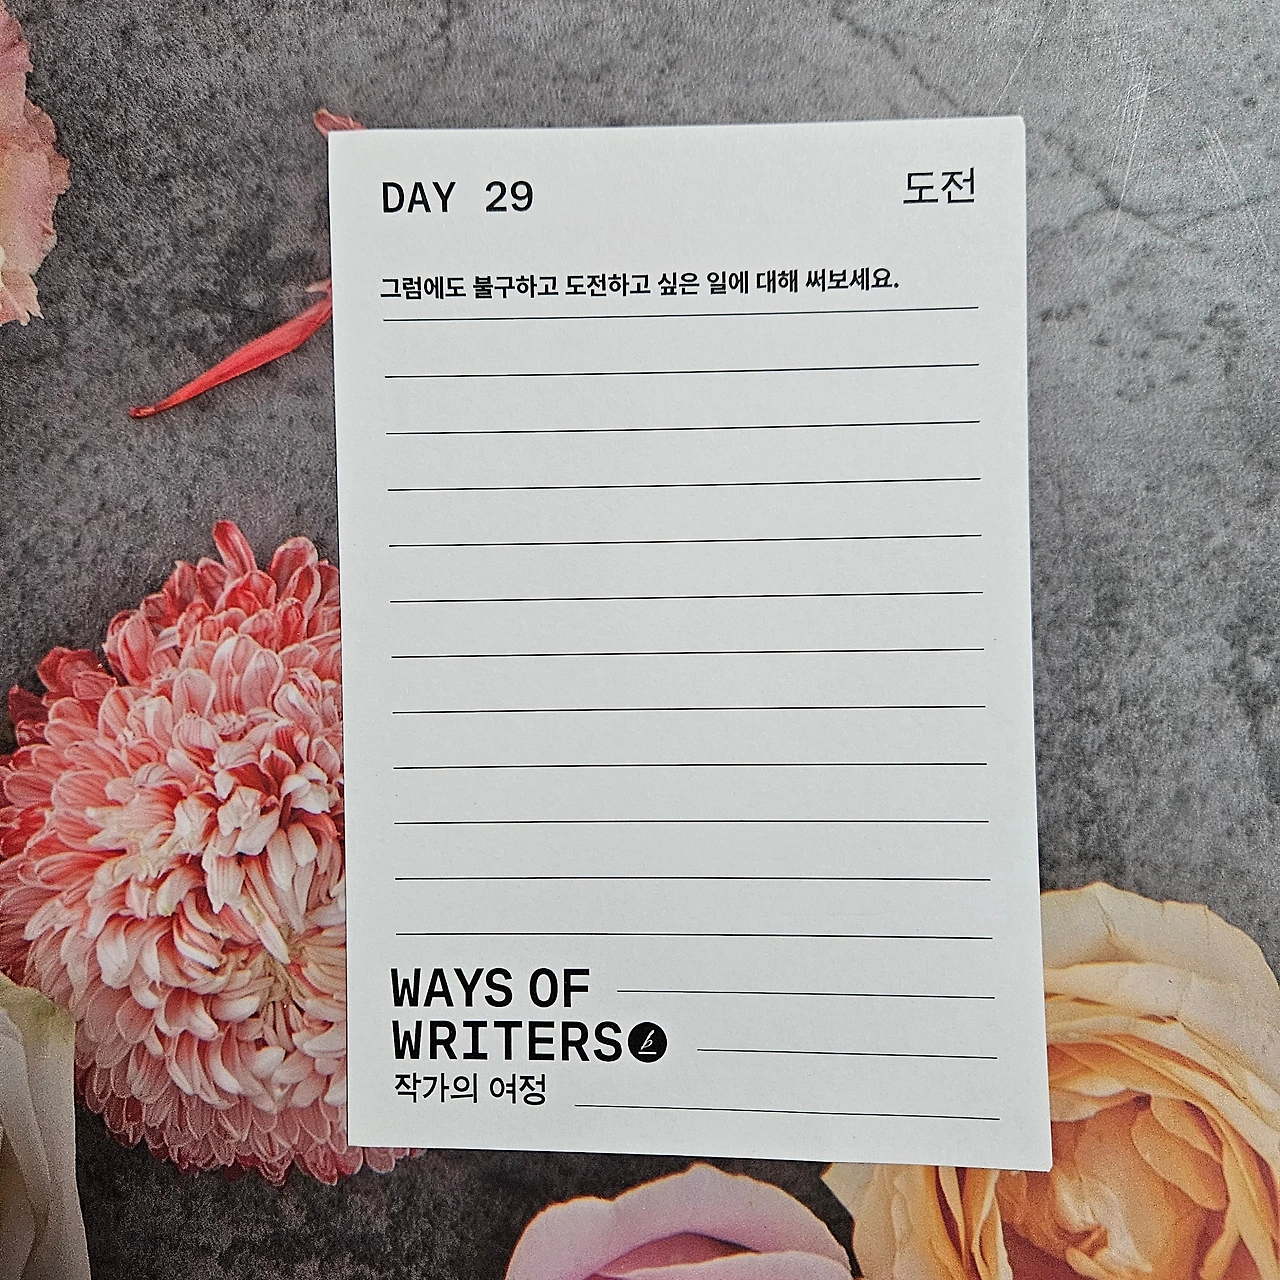 DAY 29 도전
그럼에도 불구하고 도전하고 싶은 일에 대해 써보세요.
WAYS OF
WRITERS
작가의 여정